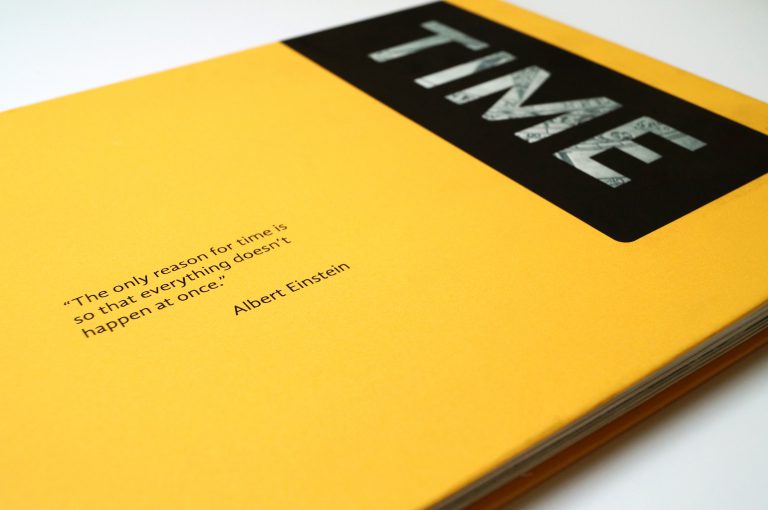 TIME
“The only reason for time is
so that everything doesn’t
happen at once.”
Albert Einstein